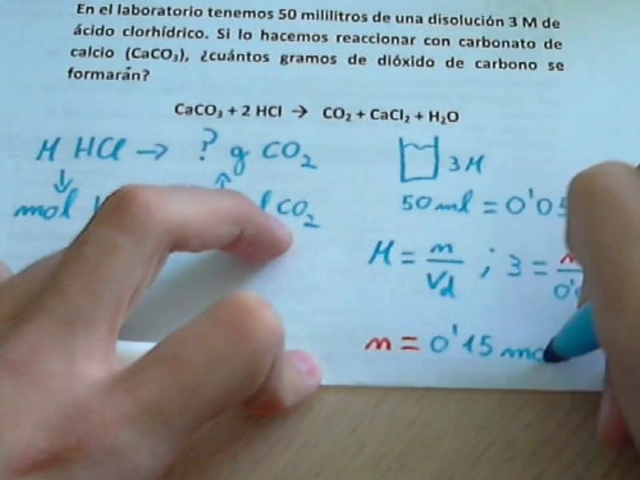 En el laboratorio tenemos 50 mililitros de una disolución 3 M de
ácido clorhídrico. Si lo hacemos reaccionar con carbonato de
calcio (CaCO₃), ¿cuántos gramos de dióxido de carbono se
formarán?
CaCO₃ + 2 HCl → CO₂ + CaCl₂ + H₂O
M HCl → ? g CO₂
↓ ↑
mol CO₂
3M
50 ml = 0'05
M = n/Vd ; 3 =
n = 0'15